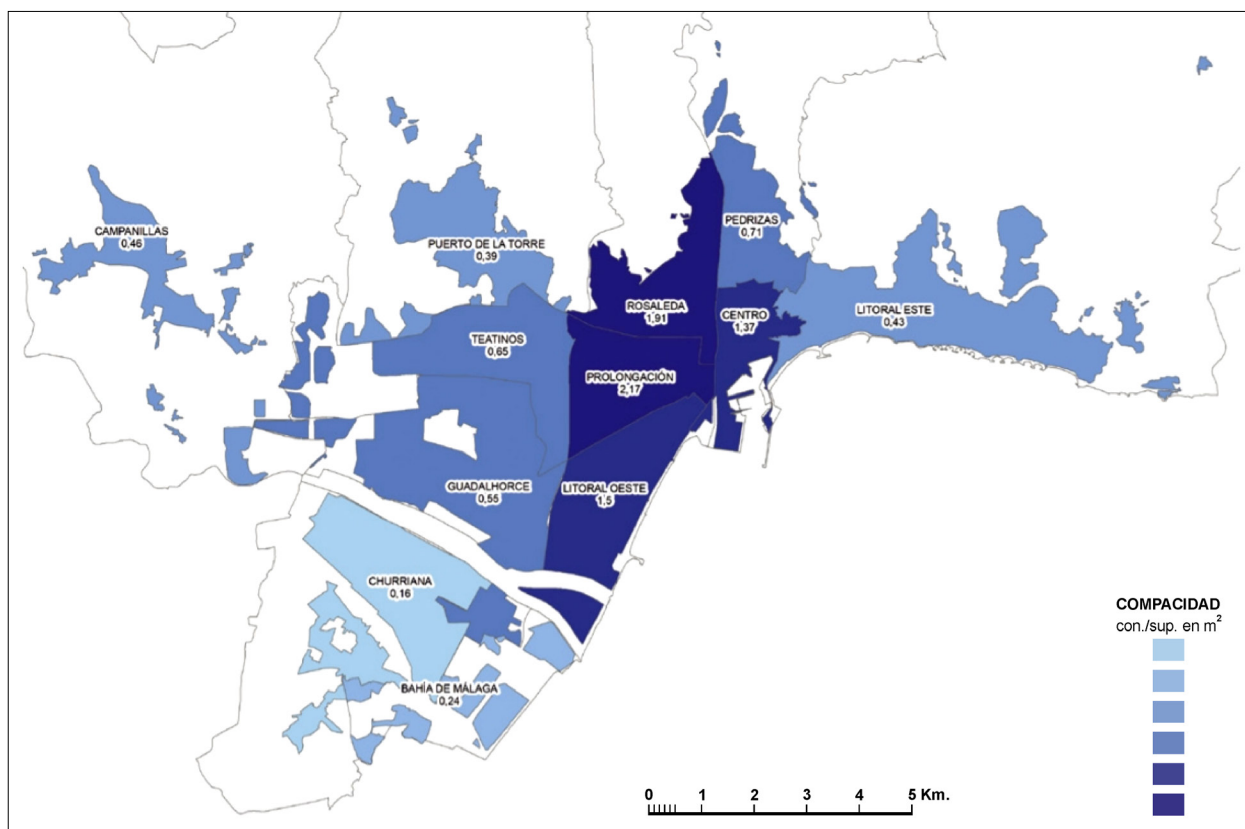 CAMPANILLAS
0,46
PUERTO DE LA TORRE
0,39
PEDRIZAS
0,71
ROSALEDA
1,91
CENTRO
1,37
LITORAL ESTE
0,43
TEATINOS
0,65
PROLONGACIÓN
2,17
GUADALHORCE
0,55
LITORAL OESTE
1,5
CHURRIANA
0,16
BAHÍA DE MÁLAGA
0,24
COMPACIDAD
con./sup. en m²
0 1 2 3 4 5 Km.